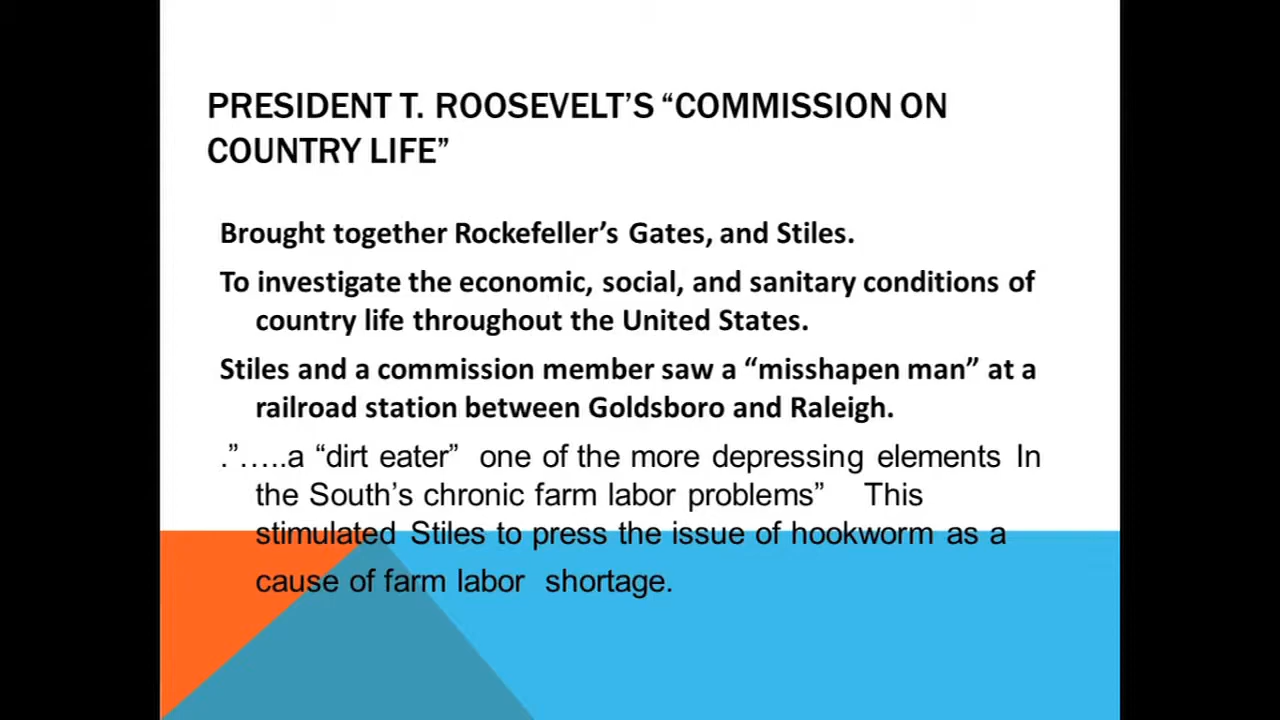 PRESIDENT T. ROOSEVELT’S “COMMISSION ON
COUNTRY LIFE”
Brought together Rockefeller’s Gates, and Stiles.
To investigate the economic, social, and sanitary conditions of
country life throughout the United States.
Stiles and a commission member saw a “misshapen man” at a
railroad station between Goldsboro and Raleigh.
.”…..a “dirt eater” one of the more depressing elements In
the South’s chronic farm labor problems” This
stimulated Stiles to press the issue of hookworm as a
cause of farm labor shortage.